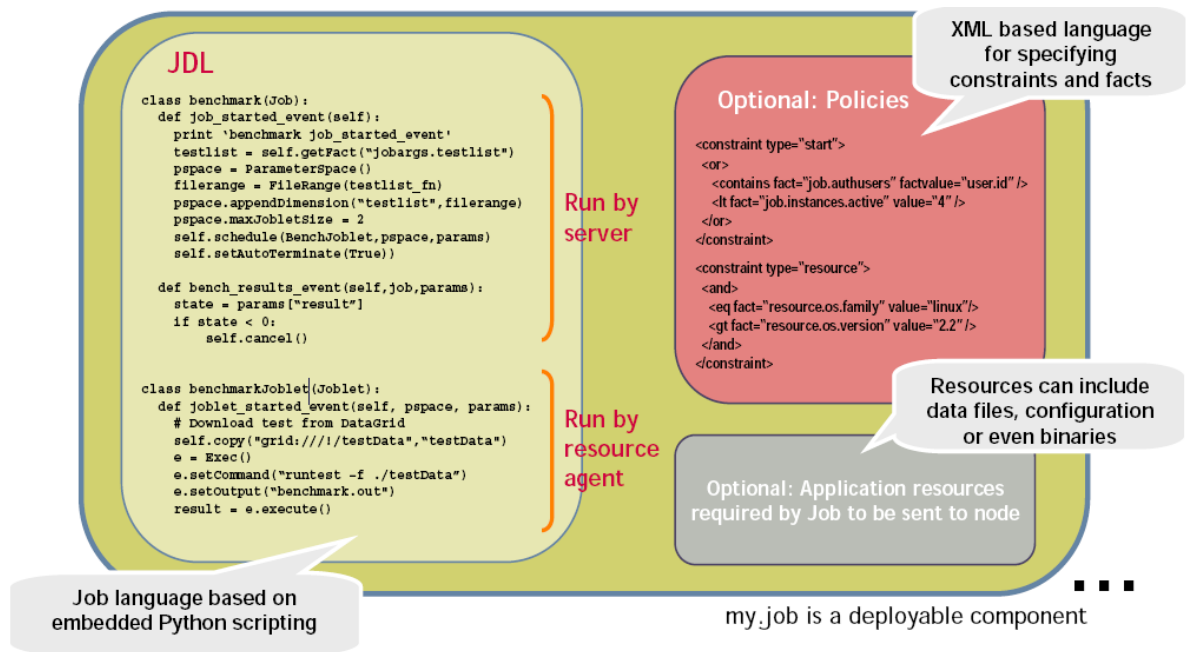 JDL
class benchmark(Job):
def job_started_event(self):
print `benchmark job_started_event'
testlist = self.getFact("jobargs.testlist")
pspace = ParameterSpace()
filerange = FileRange(testlist_fn)
pspace.appendDimension("testlist",filerange)
pspace.maxJobletSize = 2
self.schedule(BenchJoblet,pspace,params)
self.setAutoTerminate(True))
def bench_results_event(self,job,params):
state = params["result"]
if state < 0:
self.cancel()
Run by
server
class benchmarkJoblet(Joblet):
def joblet_started_event(self, pspace, params):
# Download test from DataGrid
self.copy("grid:///!/testData","testData")
e = Exec()
e.setCommand("runtest -f ./testData")
e.setOutput("benchmark.out")
result = e.execute()
Run by
resource
agent
Job language based on
embedded Python scripting
XML based language
for specifying
constraints and facts
Optional: Policies
<constraint type="start">
<or>
<contains fact="job.authusers" factvalue="user.id" />
<lt fact="job.instances.active" value="4" />
</or>
</constraint>
<constraint type="resource">
<and>
<eq fact="resource.os.family" value="linux"/>
<gt fact="resource.os.version" value="2.2" />
</and>
</constraint>
Resources can include
data files, configuration
or even binaries
Optional: Application resources
required by Job to be sent to node
...
my.job is a deployable component